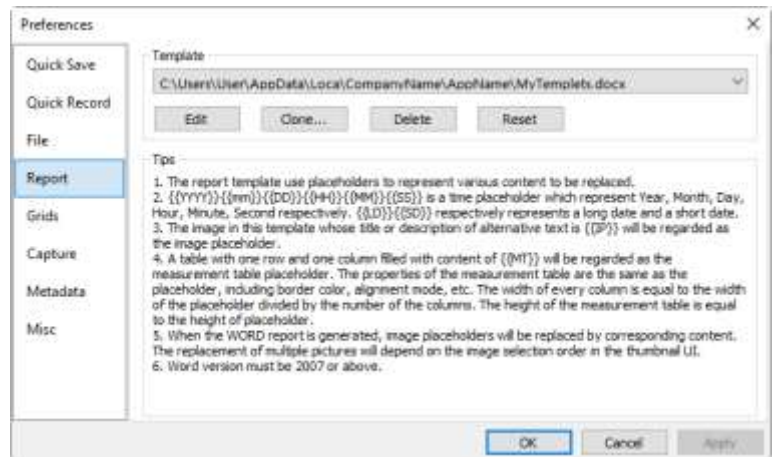 Preferences
Quick Save
Quick Record
File
Report
Grids
Capture
Metadata
Misc
Template
C:\Users\User\AppData\Loca\CompanyName\AppName\MyTemplets.docx
Edit
Clone...
Delete
Reset
Tips
1. The report template use placeholders to represent various content to be replaced.
2. {{YYYY}}{{mm}}{{DD}}{{HH}}{{MM}}{{SS}} is a time placeholder which represent Year, Month, Day,
Hour, Minute, Second respectively. {{LD}}{{SD}} respectively represents a long date and a short date.
3. The image in this template whose title or description of alternative text is {{IP}} will be regarded as
the image placeholder.
4. A table with one row and one column filled with content of {{MT}} will be regarded as the
measurement table placeholder. The properties of the measurement table are the same as the
placeholder, including border color, alignment mode, etc. The width of every column is equal to the width
of the placeholder divided by the number of the columns. The height of the measurement table is equal
to the height of placeholder.
5. When the WORD report is generated, image placeholders will be replaced by corresponding content.
The replacement of multiple pictures will depend on the image selection order in the thumbnail UI.
6. Word version must be 2007 or above.
OK
Cancel
Apply